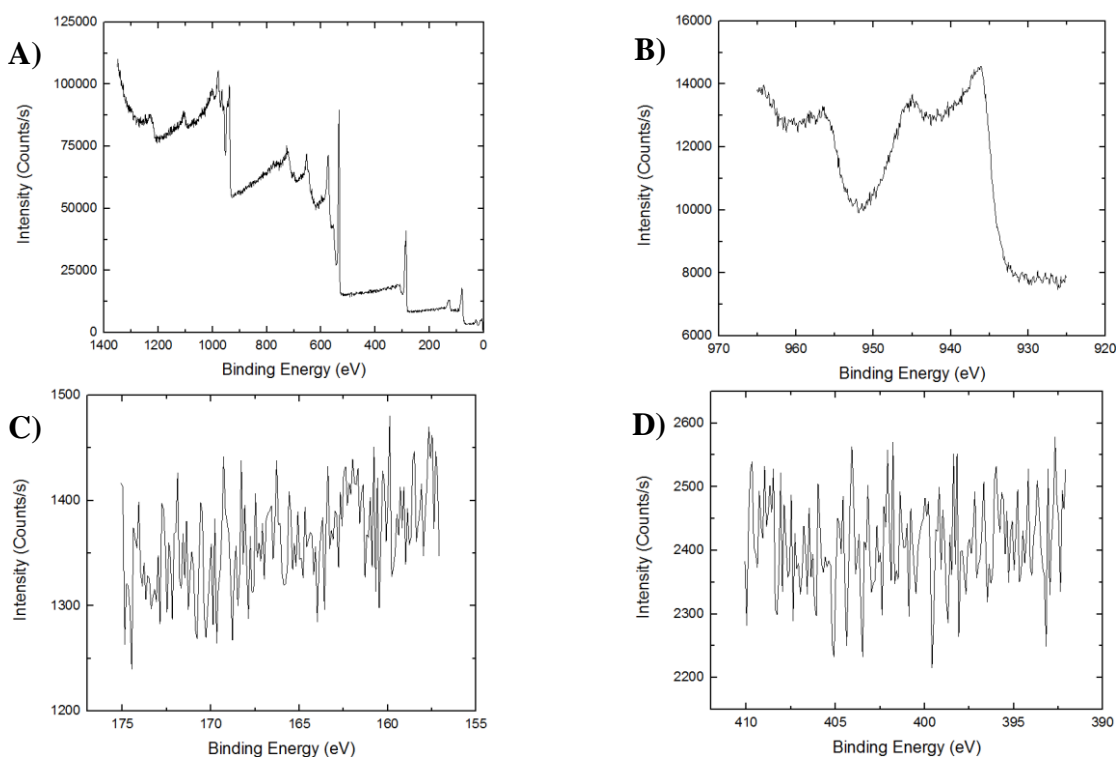 A)
125000
100000
75000
50000
25000
0
Intensity (Counts/s)
1400 1200 1000 800 600 400 200 0
Binding Energy (eV)
B)
16000
14000
12000
10000
8000
6000
Intensity (Counts/s)
970 960 950 940 930 920
Binding Energy (eV)
C)
1500
1400
1300
1200
Intensity (Counts/s)
175 170 165 160 155
Binding Energy (eV)
D)
2600
2500
2400
2300
2200
Intensity (Counts/s)
410 405 400 395 390
Binding Energy (eV)